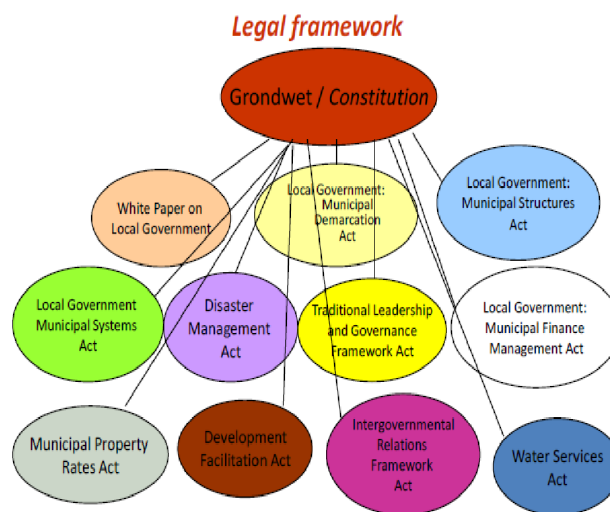 Legal framework
Grondwet / Constitution
White Paper on
Local Government
Local Government:
Municipal
Demarcation
Act
Local Government:
Municipal Structures
Act
Local Government
Municipal Systems
Act
Disaster
Management
Act
Traditional Leadership
and Governance
Framework Act
Local Government:
Municipal Finance
Management Act
Municipal Property
Rates Act
Development
Facilitation Act
Intergovernmental
Relations
Framework
Act
Water Services
Act